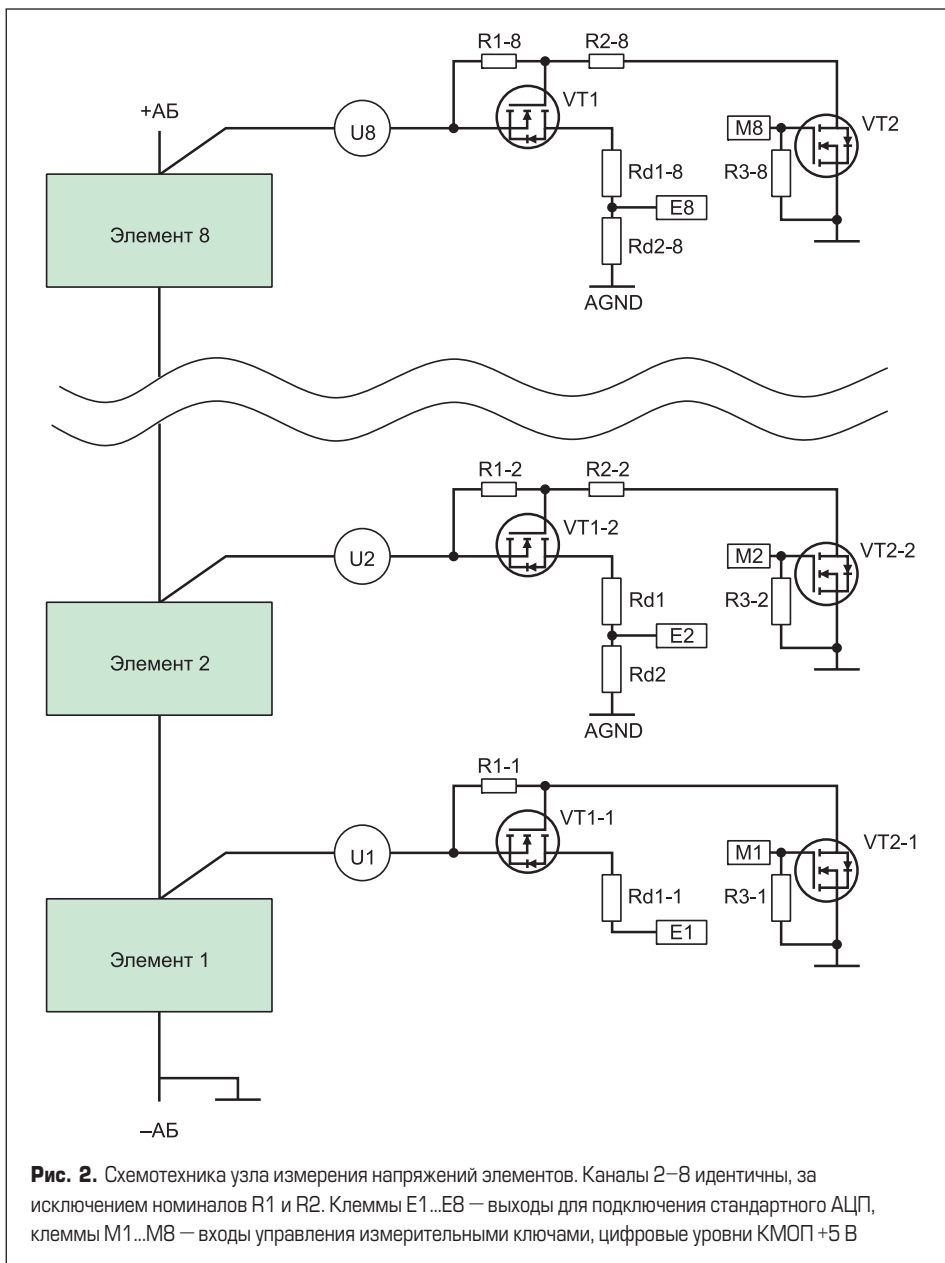 R1-8
R2-8
+АБ
U8
VT1
M8
VT2
Rd1-8
R3-8
E8
Элемент 8
Rd2-8
AGND
R1-2
R2-2
VT1-2
U2
M2
VT2-2
Rd1
R3-2
E2
Элемент 2
Rd2
AGND
R1-1
VT1-1
U1
M1
VT2-1
Rd1-1
R3-1
E1
Элемент 1
–АБ
Рис. 2. Схемотехника узла измерения напряжений элементов. Каналы 2–8 идентичны, за
исключением номиналов R1 и R2. Клеммы E1...E8 — выходы для подключения стандартного АЦП,
клеммы M1...M8 — входы управления измерительными ключами, цифровые уровни КМОП +5 В